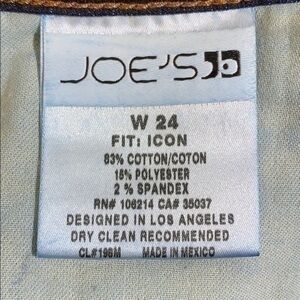 JOE'S
W 24
FIT: ICON
83% COTTON/COTON
15% POLYESTER
2 % SPANDEX
RN# 106214 CA# 35037
DESIGNED IN LOS ANGELES
DRY CLEAN RECOMMENDED
CL#198M MADE IN MEXICO